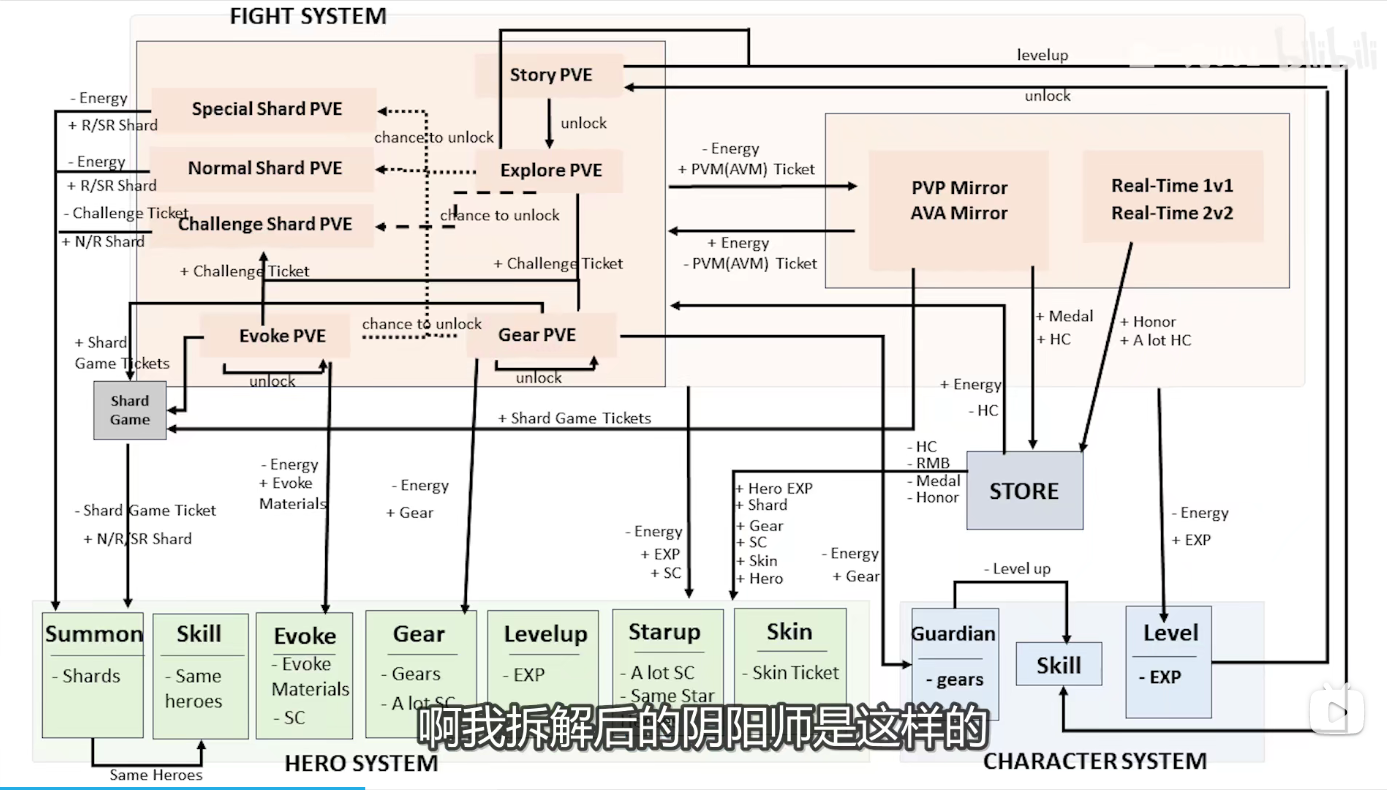 FIGHT SYSTEM
bilibili
Story PVE
levelup
unlock
- Energy
+ R/SR Shard
Special Shard PVE
chance to unlock
unlock
- Energy
+ R/SR Shard
Normal Shard PVE
Explore PVE
- Energy
+ PVM(AVM) Ticket
PVP Mirror
AVA Mirror
Real-Time 1v1
Real-Time 2v2
- Challenge Ticket
+ N/R Shard
Challenge Shard PVE
chance to unlock
+ Energy
- PVM(AVM) Ticket
+ Challenge Ticket
+ Challenge Ticket
Evoke PVE
chance to unlock
Gear PVE
unlock
unlock
+ Shard
Game Tickets
+ Medal
+ HC
+ Honor
+ A lot HC
Shard
Game
+ Energy
- HC
+ Shard Game Tickets
- HC
- RMB
- Medal
- Honor
STORE
- Energy
+ Evoke
Materials
- Energy
+ Gear
+ Hero EXP
+ Shard
+ Gear
+ SC
+ Skin
+ Hero
- Shard Game Ticket
+ N/R/SR Shard
- Energy
+ EXP
+ SC
- Energy
+ Gear
- Energy
+ EXP
- Level up
Summon
- Shards
Skill
- Same
heroes
Evoke
- Evoke
Materials
- SC
Gear
- Gears
- A lot SC
Levelup
- EXP
Starup
- A lot SC
- Same Star
Skin
- Skin Ticket
Guardian
- gears
Skill
Level
- EXP
啊我拆解后的阴阳师是这样的
Same Heroes
HERO SYSTEM
CHARACTER SYSTEM